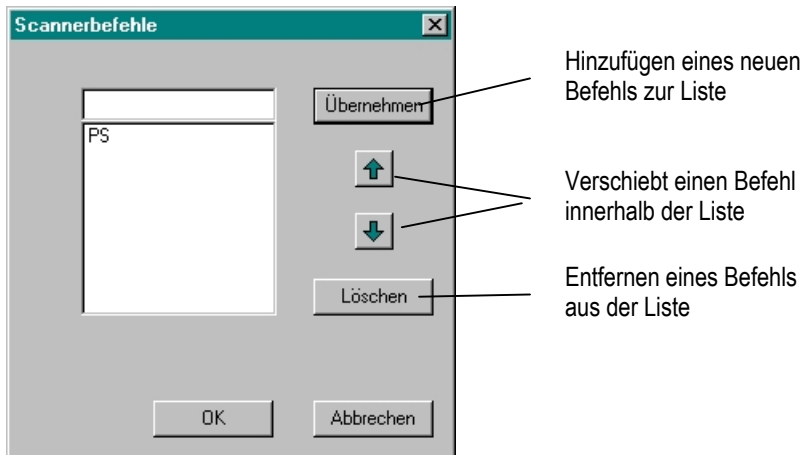 Scannerbefehle
Übernehmen
Hinzufügen eines neuen
Befehls zur Liste
PS
Verschiebt einen Befehl
innerhalb der Liste
Löschen
Entfernen eines Befehls
aus der Liste
OK
Abbrechen